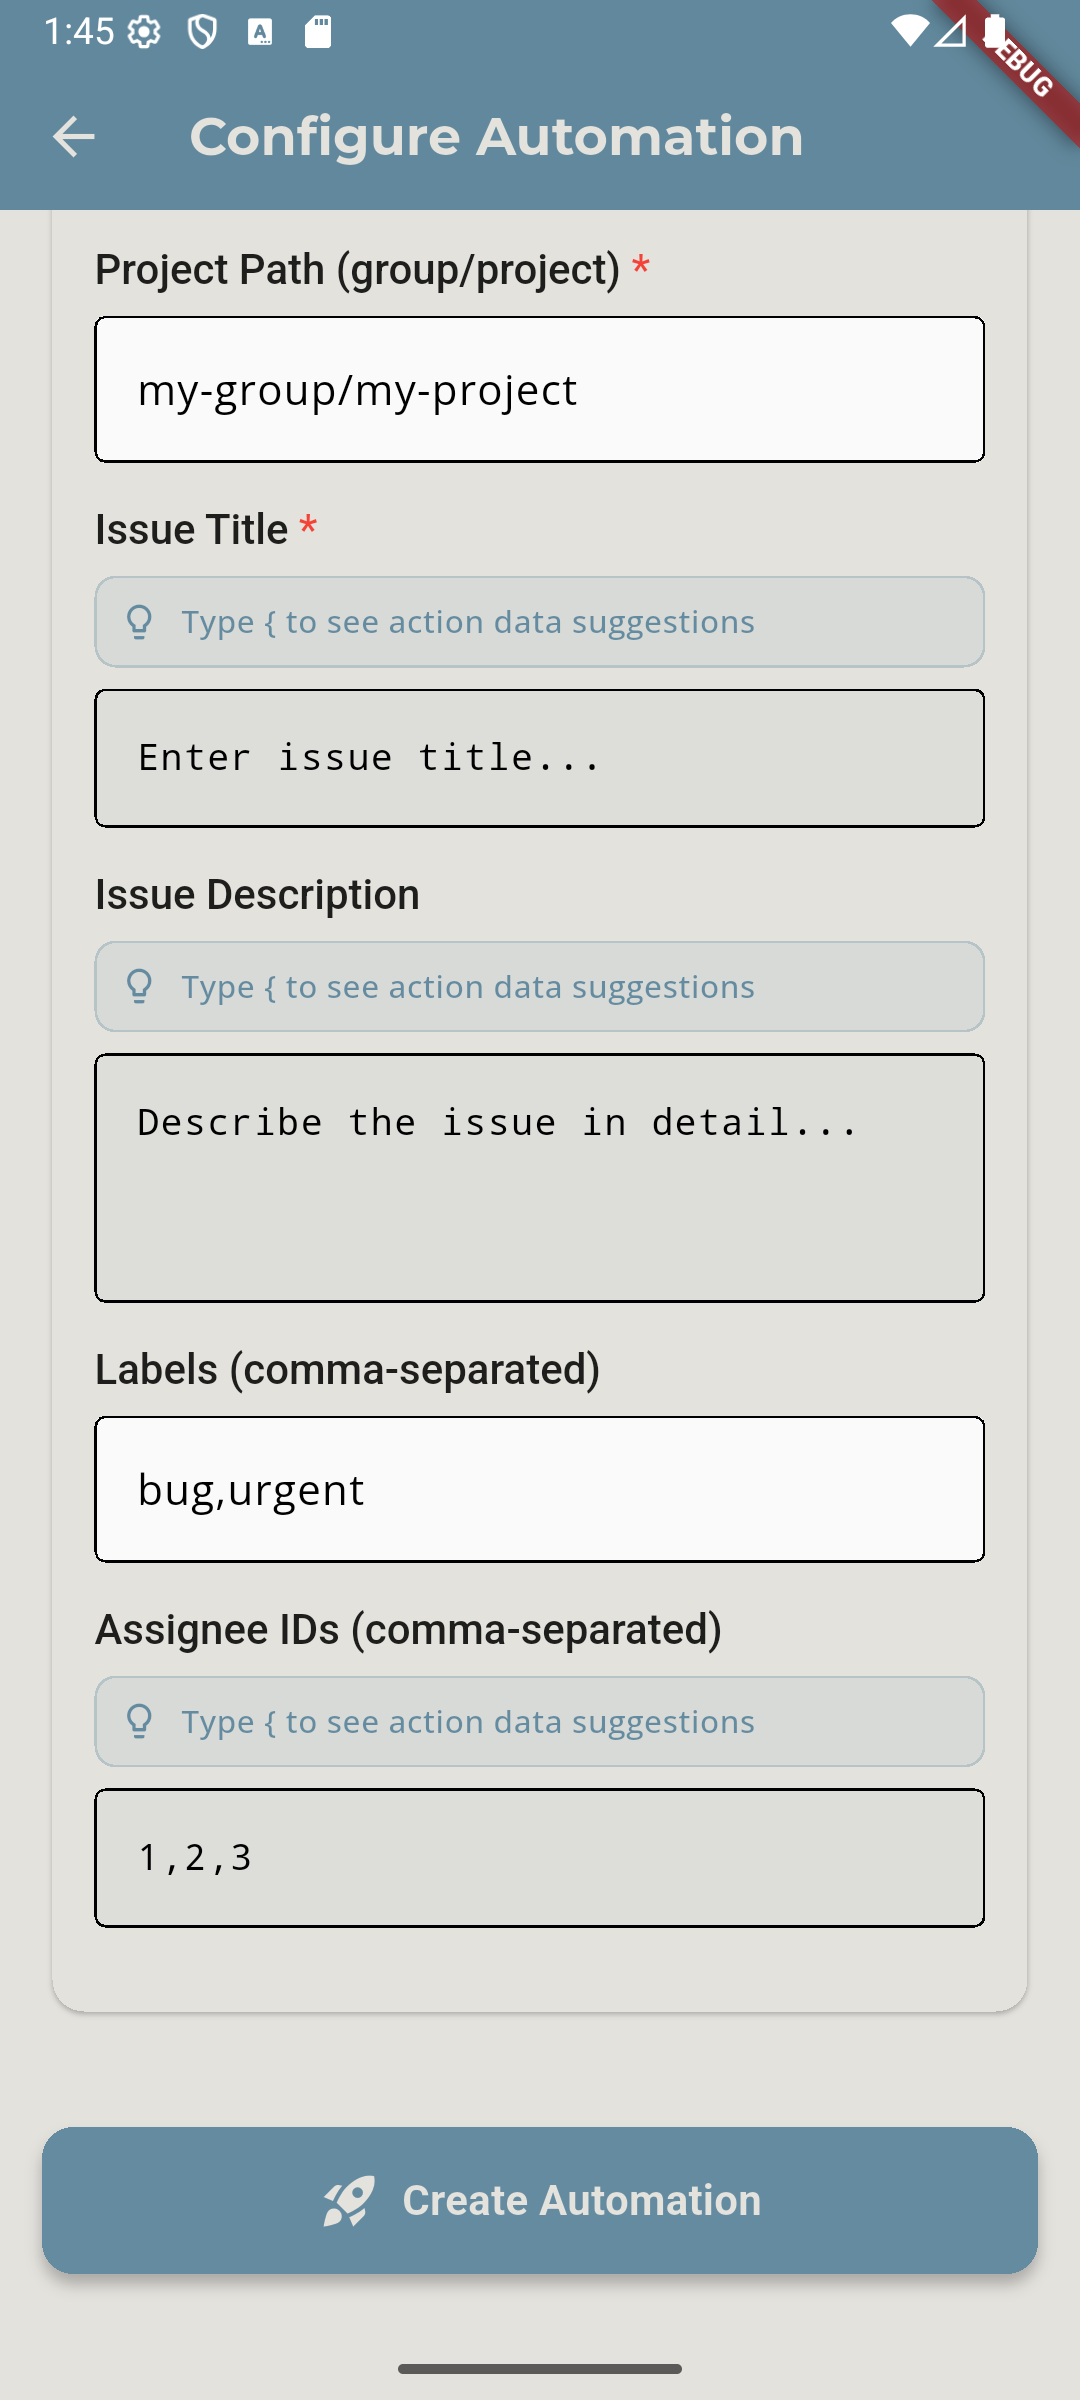 1:45
EBUG
Configure Automation
Project Path (group/project) *
my-group/my-project
Issue Title *
Type { to see action data suggestions
Enter issue title...
Issue Description
Type { to see action data suggestions
Describe the issue in detail...
Labels (comma-separated)
bug,urgent
Assignee IDs (comma-separated)
Type { to see action data suggestions
1,2,3
Create Automation